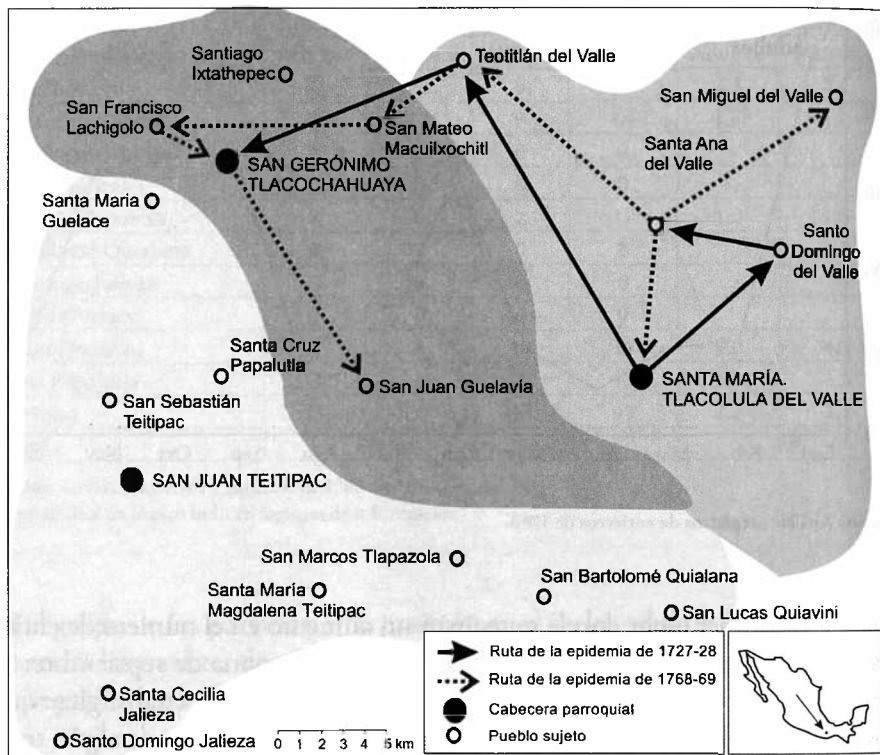 Santiago
Ixtathepec
Teotitlán del Valle
San Miguel del Valle
San Francisco
Lachigolo
San Mateo
Macuilxochitl
Santa Ana
del Valle
SAN GERÓNIMO
TLACOCHAHUAYA
Santa Maria
Guelace
Santo
Domingo
del Valle
Santa Cruz
Papalutla
San Juan Guelavía
SANTA MARÍA.
TLACOLULA DEL VALLE
San Sebastián
Teitipac
SAN JUAN TEITIPAC
San Marcos Tlapazola
Santa María
Magdalena Teitipac
San Bartolomé Quialana
San Lucas Quiavini
Santa Cecilia
Jalieza
Santo Domingo Jalieza
0 1 2 3 4 5 km
Ruta de la epidemia de 1727-28
Ruta de la epidemia de 1768-69
Cabecera parroquial
Pueblo sujeto